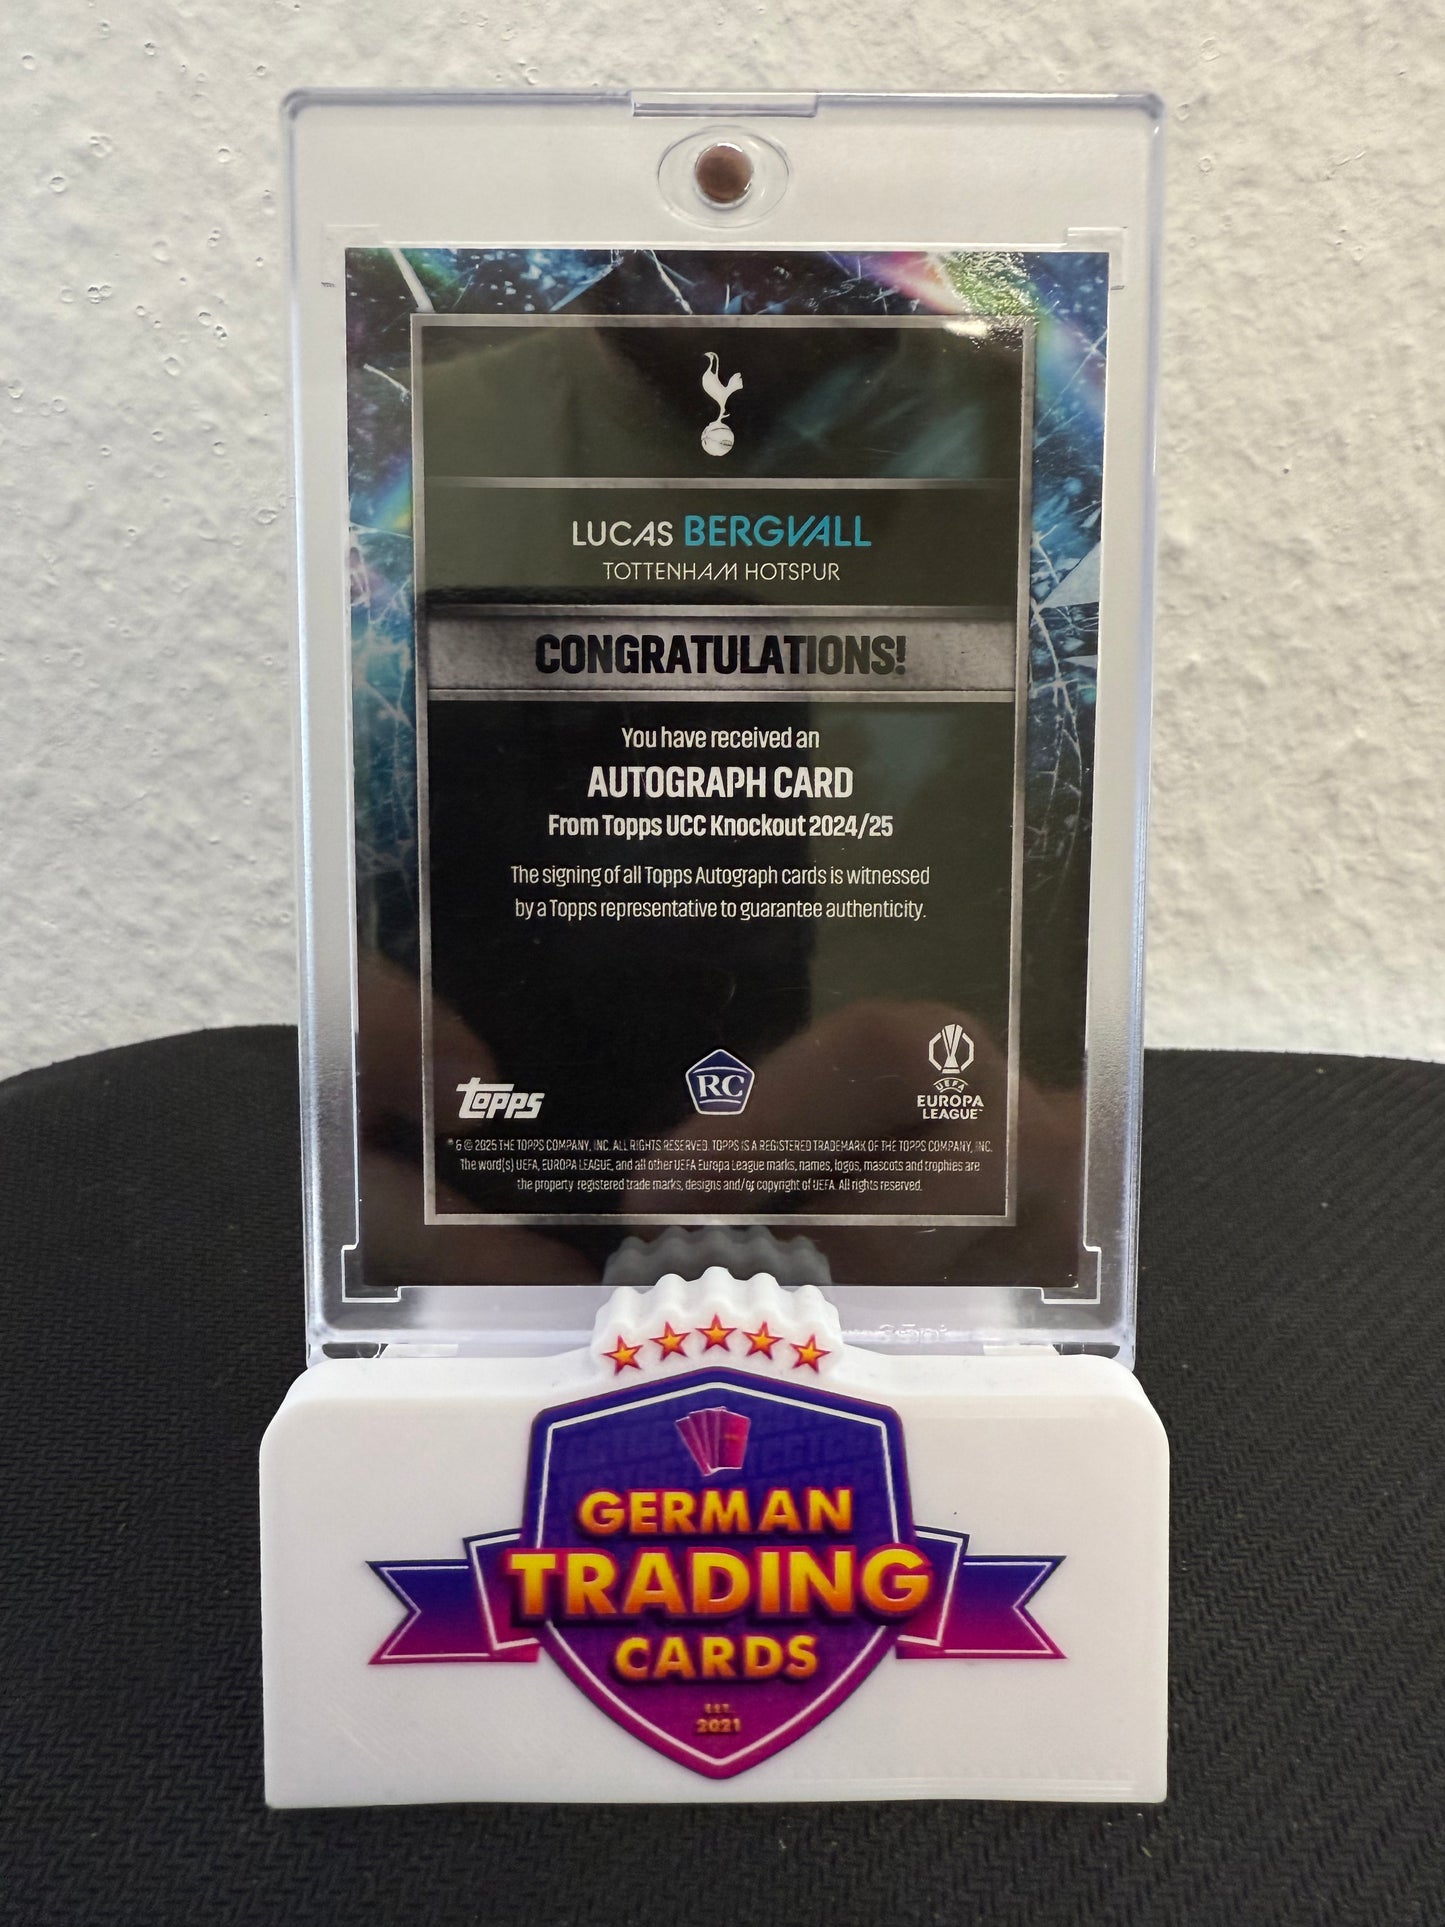 LUCAS BERGVALL
TOTTENHAM HOTSPUR
CONGRATULATIONS!
You have received an
AUTOGRAPH CARD
From Topps UCC Knockout 2024/25
The signing of all Topps Autograph cards is witnessed
by a Topps representative to guarantee authenticity.
topps
RC
UEFA
EUROPA
LEAGUE™
® & © 2025 THE TOPPS COMPANY, INC. ALL RIGHTS RESERVED. TOPPS IS A REGISTERED TRADEMARK OF THE TOPPS COMPANY, INC.
The word(s) UEFA, EUROPA LEAGUE, and all other UEFA Europa League marks, names, logos, mascots and trophies are
the property registered trade marks, designs and/or copyright of UEFA. All rights reserved.
GERMAN
TRADING
CARDS
EST.
2021